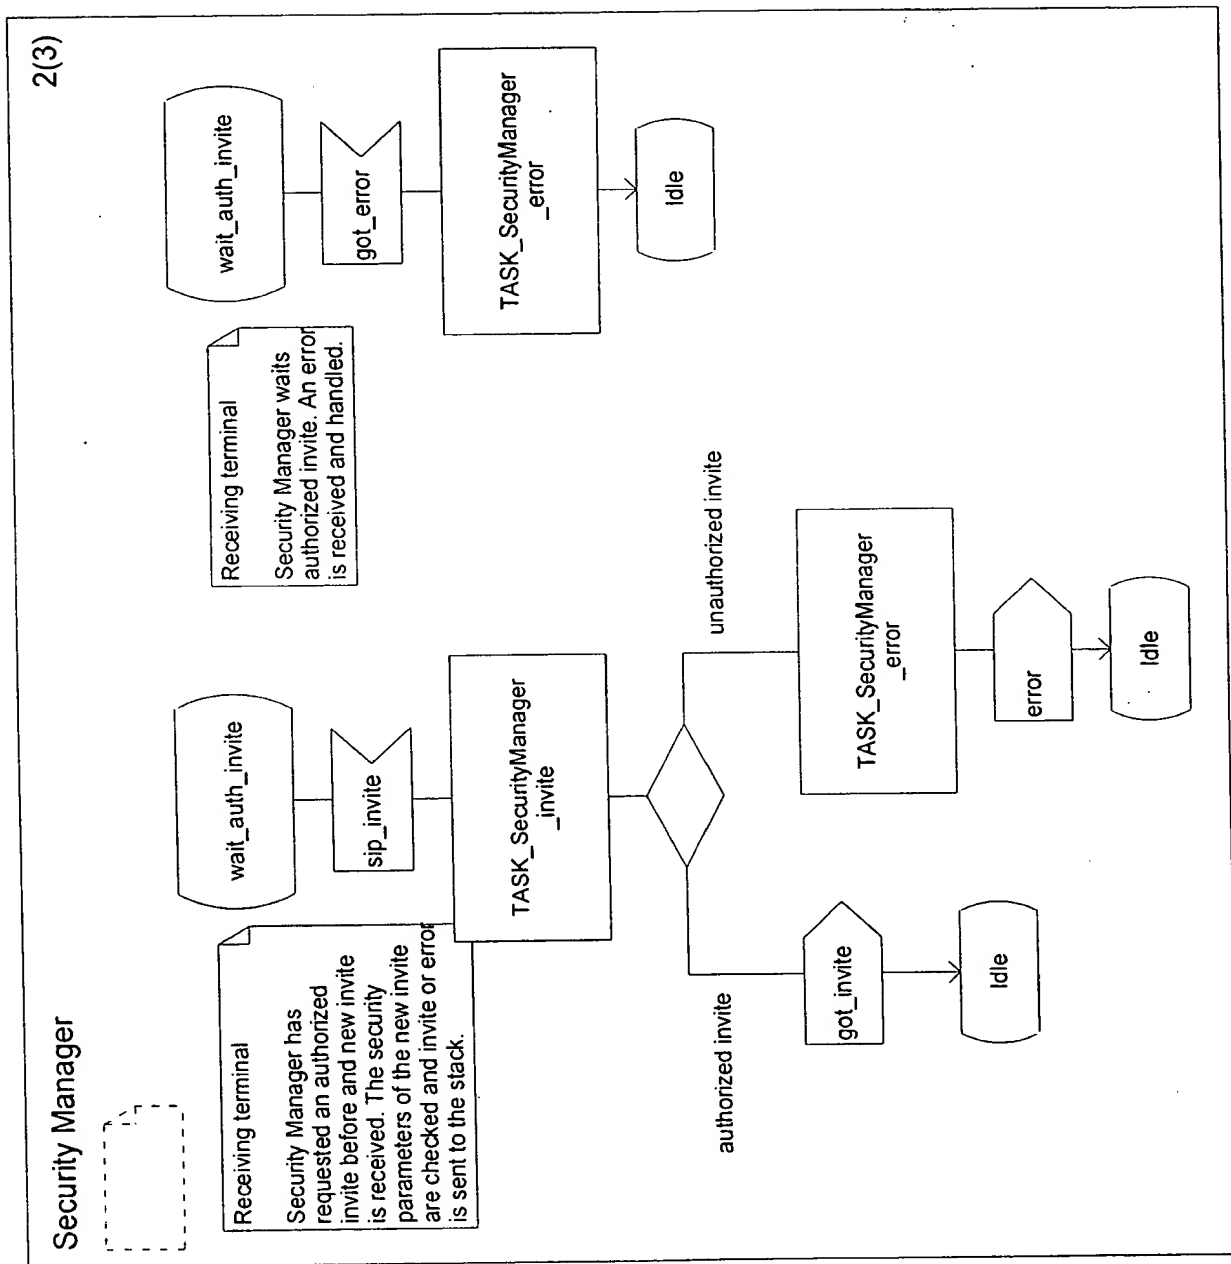 Security Manager
2(3)
Receiving terminal
Security Manager has
requested an authorized
invite before and new invite
is received. The security
parameters of the new invite
are checked and invite or error
is sent to the stack.
wait_auth_invite
sip_invite
TASK_SecurityManager
_invite
authorized invite
unauthorized invite
got_invite
Idle
TASK_SecurityManager
_error
error
Idle
Receiving terminal
Security Manager waits
authorized invite. An error
is received and handled.
wait_auth_invite
got_error
TASK_SecurityManager
_error
Idle